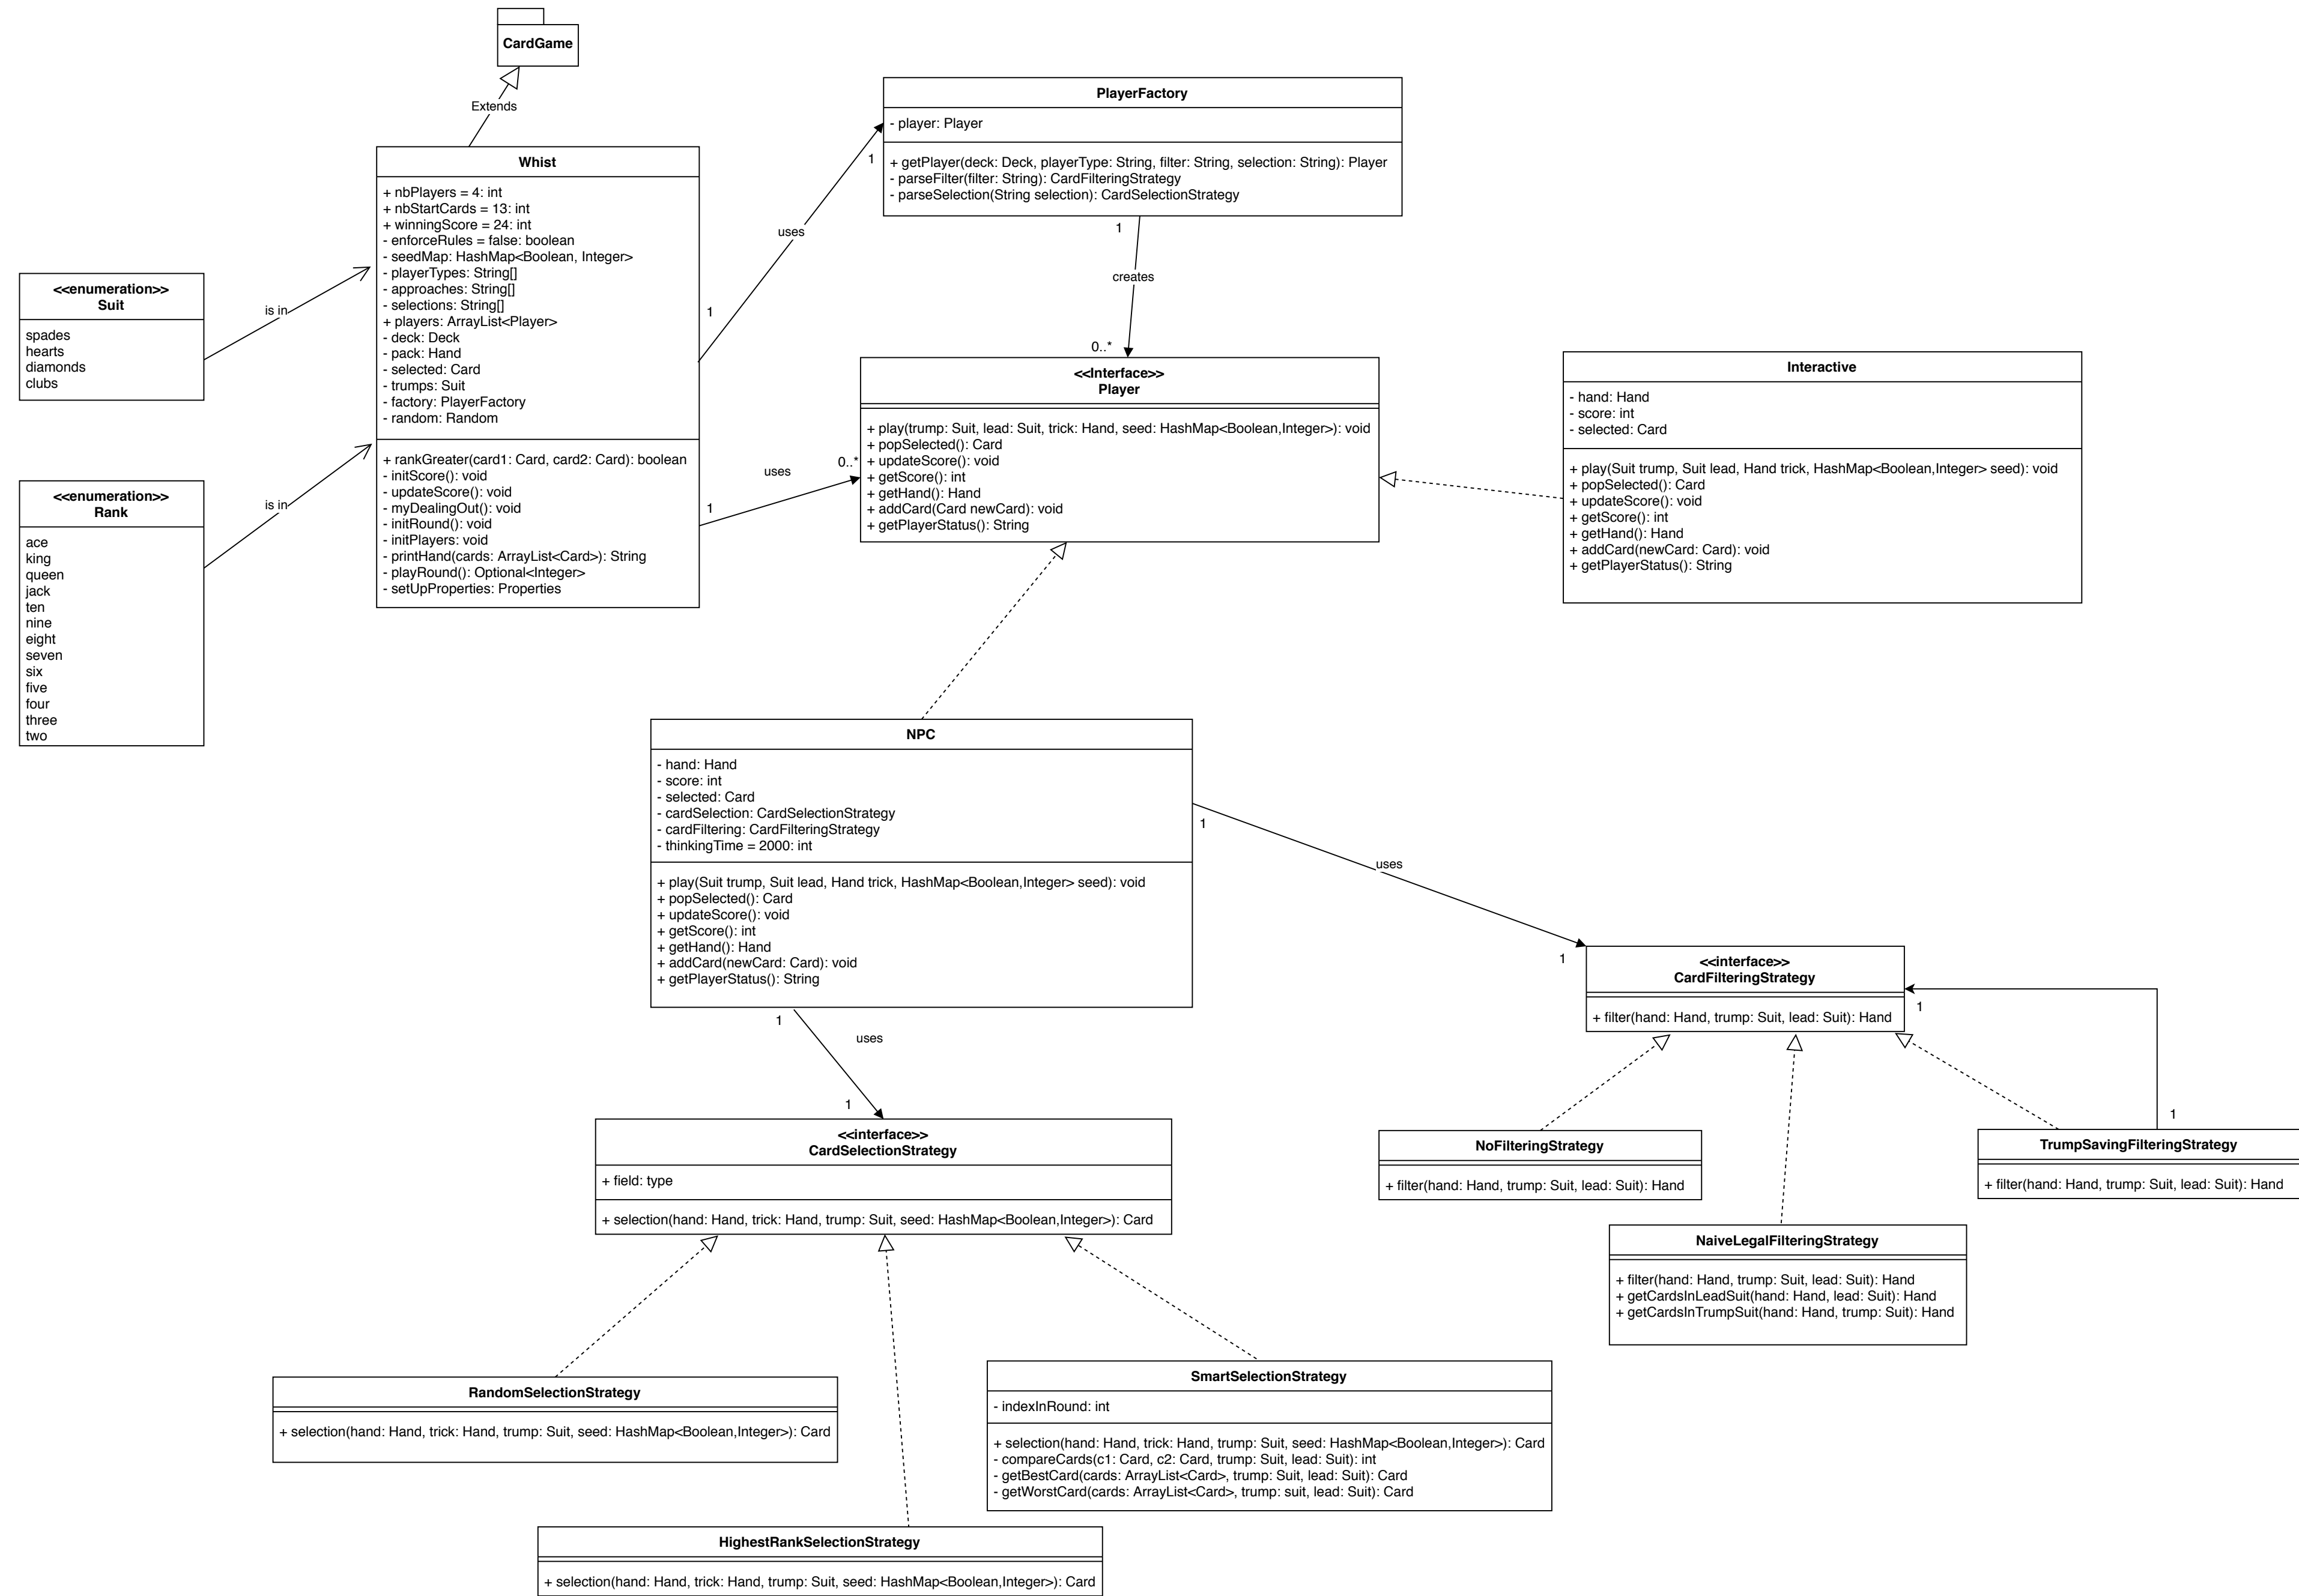 CardGame
Extends
Whist
+ nbPlayers = 4: int
+ nbStartCards = 13: int
+ winningScore = 24: int
- enforceRules = false: boolean
- seedMap: HashMap<Boolean, Integer>
- playerTypes: String[]
- approaches: String[]
- selections: String[]
+ players: ArrayList<Player>
- deck: Deck
- pack: Hand
- selected: Card
- trumps: Suit
- factory: PlayerFactory
- random: Random
+ rankGreater(card1: Card, card2: Card): boolean
- initScore(): void
- updateScore(): void
- myDealingOut(): void
- initRound(): void
- initPlayers: void
- printHand(cards: ArrayList<Card>): String
- playRound(): Optional<Integer>
- setUpProperties: Properties
<<enumeration>>
Suit
spades
hearts
diamonds
clubs
is in
<<enumeration>>
Rank
ace
king
queen
jack
ten
nine
eight
seven
six
five
four
three
two
is in
PlayerFactory
- player: Player
+ getPlayer(deck: Deck, playerType: String, filter: String, selection: String): Player
- parseFilter(filter: String): CardFilteringStrategy
- parseSelection(String selection): CardSelectionStrategy
1
uses
1
1
creates
0..*
<<Interface>>
Player
+ play(trump: Suit, lead: Suit, trick: Hand, seed: HashMap<Boolean,Integer>): void
+ popSelected(): Card
+ updateScore(): void
+ getScore(): int
+ getHand(): Hand
+ addCard(Card newCard): void
+ getPlayerStatus(): String
0..*
uses
1
Interactive
- hand: Hand
- score: int
- selected: Card
+ play(Suit trump, Suit lead, Hand trick, HashMap<Boolean,Integer> seed): void
+ popSelected(): Card
+ updateScore(): void
+ getScore(): int
+ getHand(): Hand
+ addCard(newCard: Card): void
+ getPlayerStatus(): String
NPC
- hand: Hand
- score: int
- selected: Card
- cardSelection: CardSelectionStrategy
- cardFiltering: CardFilteringStrategy
- thinkingTime = 2000: int
+ play(Suit trump, Suit lead, Hand trick, HashMap<Boolean,Integer> seed): void
+ popSelected(): Card
+ updateScore(): void
+ getScore(): int
+ getHand(): Hand
+ addCard(newCard: Card): void
+ getPlayerStatus(): String
1
uses
1
<<interface>>
CardFilteringStrategy
+ filter(hand: Hand, trump: Suit, lead: Suit): Hand
1
1
1
uses
1
<<interface>>
CardSelectionStrategy
+ field: type
+ selection(hand: Hand, trick: Hand, trump: Suit, seed: HashMap<Boolean,Integer>): Card
NoFilteringStrategy
+ filter(hand: Hand, trump: Suit, lead: Suit): Hand
TrumpSavingFilteringStrategy
+ filter(hand: Hand, trump: Suit, lead: Suit): Hand
NaiveLegalFilteringStrategy
+ filter(hand: Hand, trump: Suit, lead: Suit): Hand
+ getCardsInLeadSuit(hand: Hand, lead: Suit): Hand
+ getCardsInTrumpSuit(hand: Hand, trump: Suit): Hand
RandomSelectionStrategy
+ selection(hand: Hand, trick: Hand, trump: Suit, seed: HashMap<Boolean,Integer>): Card
SmartSelectionStrategy
- indexInRound: int
+ selection(hand: Hand, trick: Hand, trump: Suit, seed: HashMap<Boolean,Integer>): Card
- compareCards(c1: Card, c2: Card, trump: Suit, lead: Suit): int
- getBestCard(cards: ArrayList<Card>, trump: Suit, lead: Suit): Card
- getWorstCard(cards: ArrayList<Card>, trump: suit, lead: Suit): Card
HighestRankSelectionStrategy
+ selection(hand: Hand, trick: Hand, trump: Suit, seed: HashMap<Boolean,Integer>): Card